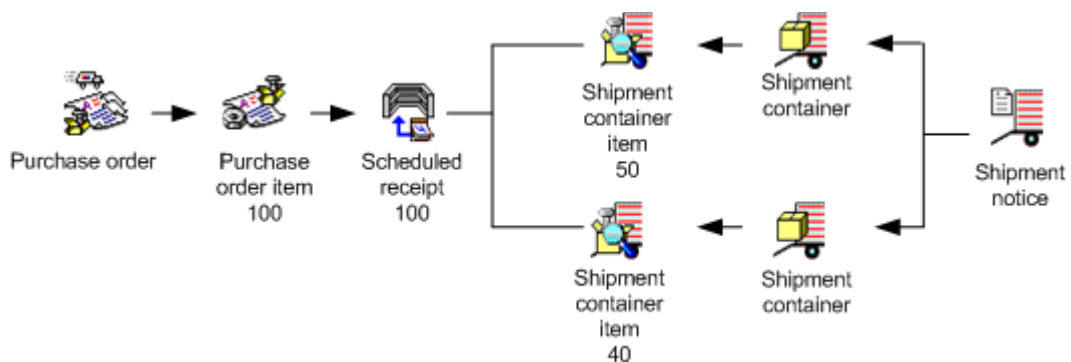 Purchase order
Purchase
order item
100
Scheduled
receipt
100
Shipment
container
item
50
Shipment
container
Shipment
notice
Shipment
container
item
40
Shipment
container